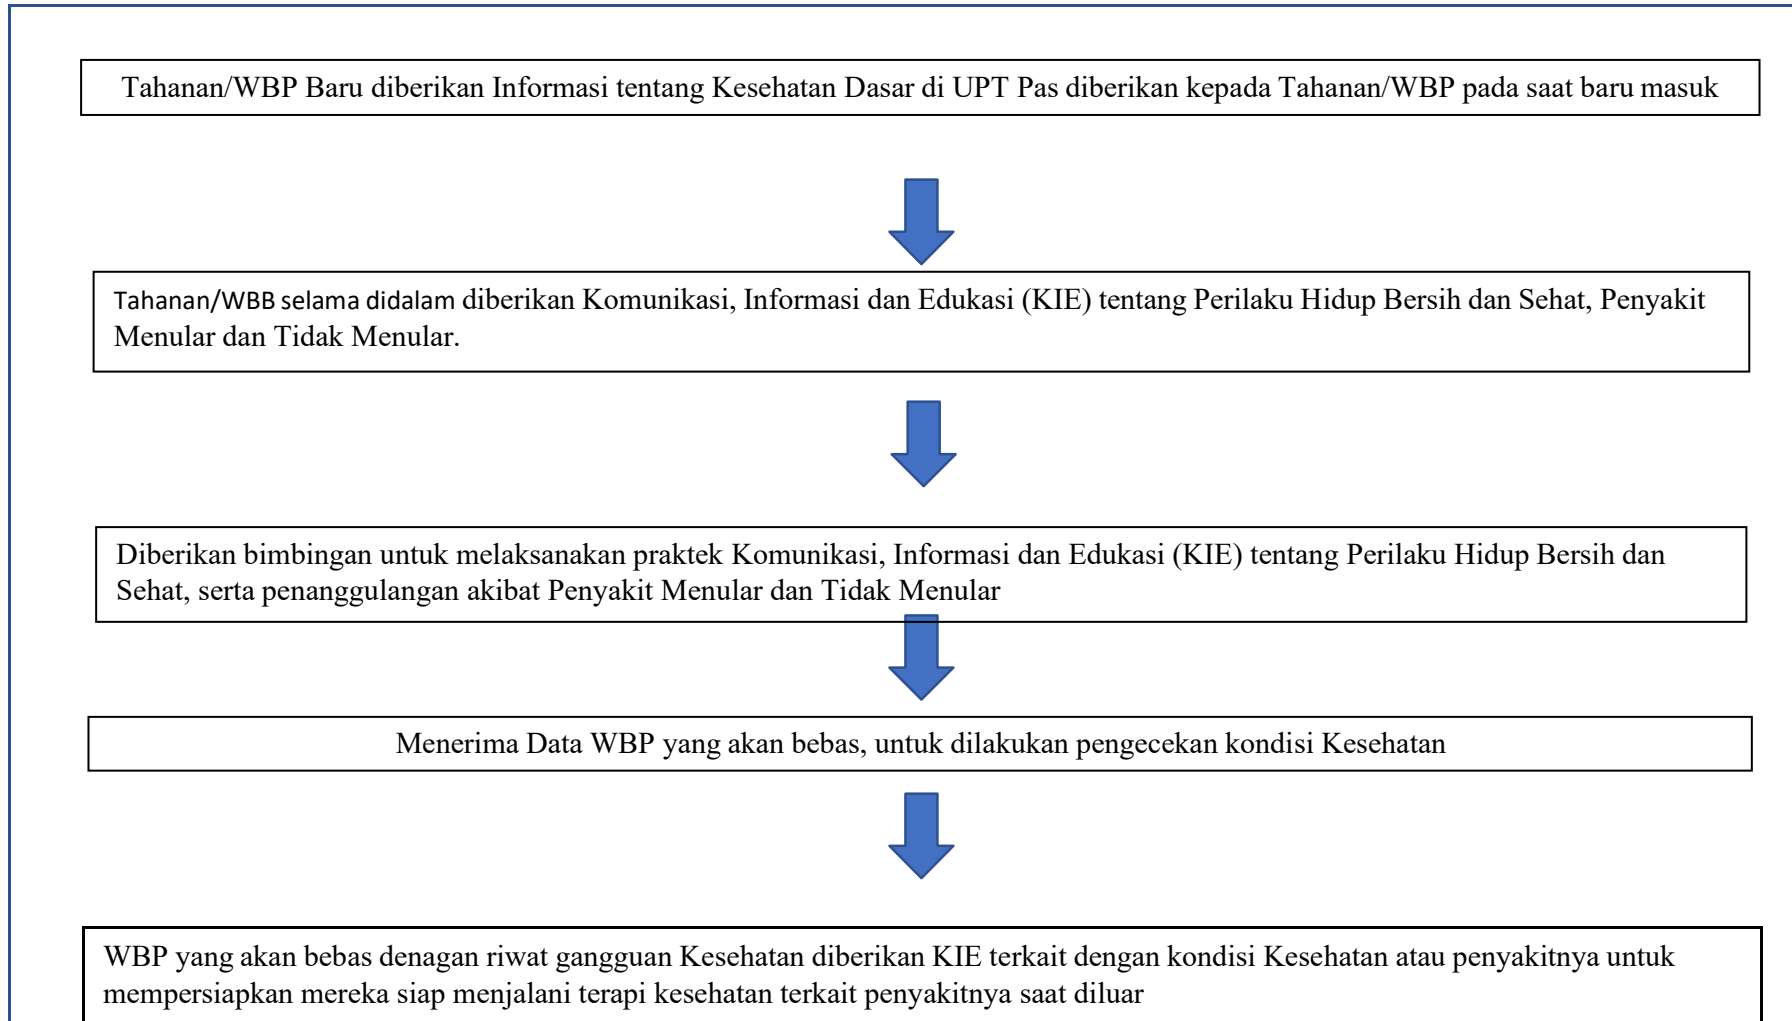 Tahanan/WBP Baru diberikan Informasi tentang Kesehatan Dasar di UPT Pas diberikan kepada Tahanan/WBP pada saat baru masuk
Tahanan/WBB selama didalam diberikan Komunikasi, Informasi dan Edukasi (KIE) tentang Perilaku Hidup Bersih dan Sehat, Penyakit
Menular dan Tidak Menular.
Diberikan bimbingan untuk melaksanakan praktek Komunikasi, Informasi dan Edukasi (KIE) tentang Perilaku Hidup Bersih dan
Sehat, serta penanggulangan akibat Penyakit Menular dan Tidak Menular
Menerima Data WBP yang akan bebas, untuk dilakukan pengecekan kondisi Kesehatan
WBP yang akan bebas denagan riwat gangguan Kesehatan diberikan KIE terkait dengan kondisi Kesehatan atau penyakitnya untuk
mempersiapkan mereka siap menjalani terapi kesehatan terkait penyakitnya saat diluar